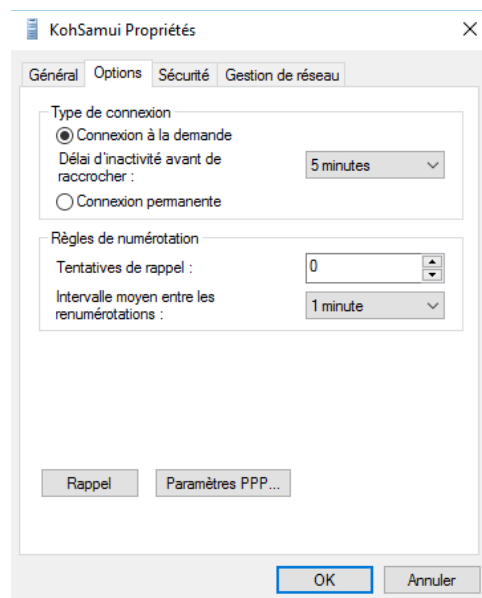 KohSamui Propriétés
Général Options Sécurité Gestion de réseau
Type de connexion
Connexion à la demande
Délai d'inactivité avant de
raccrocher :
5 minutes
Connexion permanente
Règles de numérotation
Tentatives de rappel :
0
Intervalle moyen entre les
renumérotations :
1 minute
Rappel Paramètres PPP...
OK Annuler